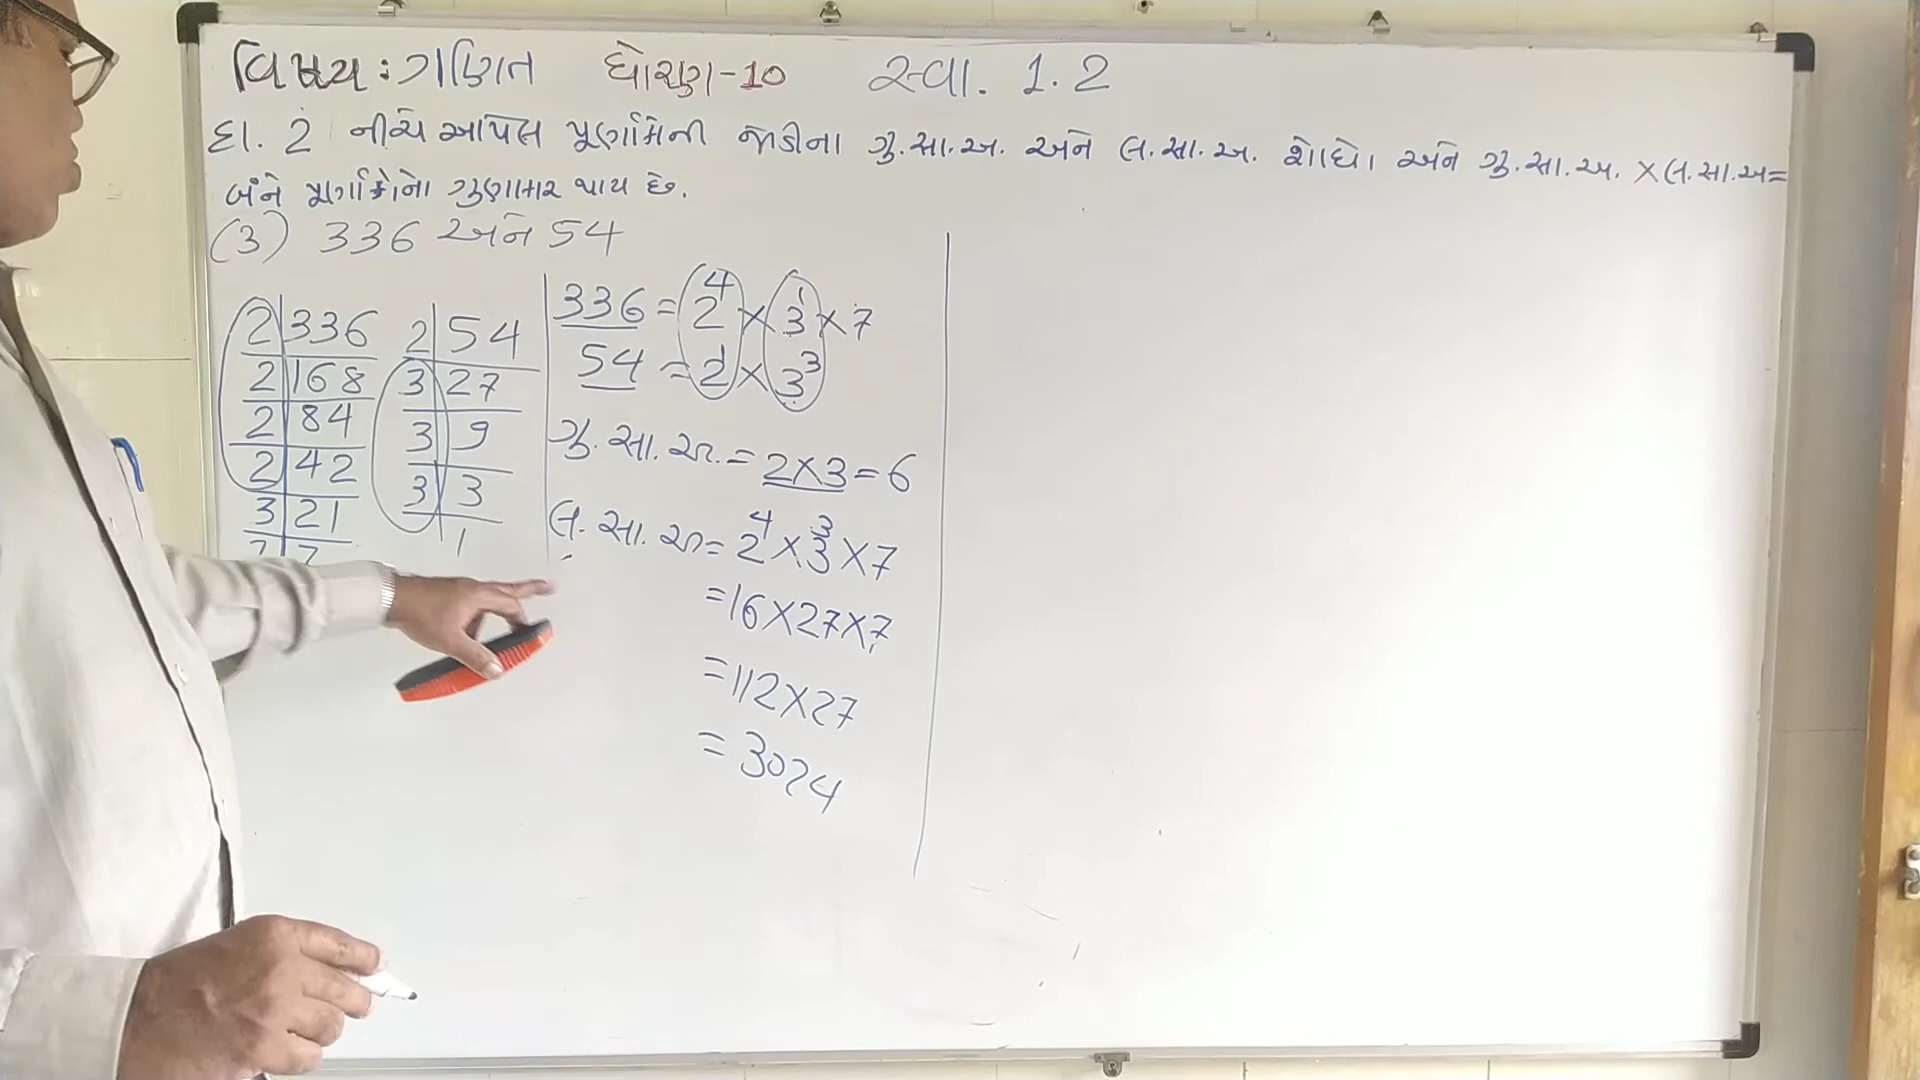 વિષય : ગણિત ધોરણ-10 સ્વા. 1.2
દા. 2 નીચે આપેલ પૂર્ણાંકોની જોડીના ગુ.સા.અ. અને લ.સા.અ. શોધો અને ગુ.સા.અ. × લ.સા.અ =
બંને પૂર્ણાંકોનો ગુણાકાર થાય છે.
(3) 336 અને 54
2 | 336
2 | 168
2 | 84
2 | 42
3 | 21
7 | 7
2 | 54
3 | 27
3 | 9
3 | 3
1
336 = 2⁴ × 3¹ × 7
54 = 2¹ × 3³
ગુ. સા. અ. = 2×3 = 6
લ. સા. અ = 2⁴ × 3³ × 7
= 16×27×7
= 112×27
= 3024